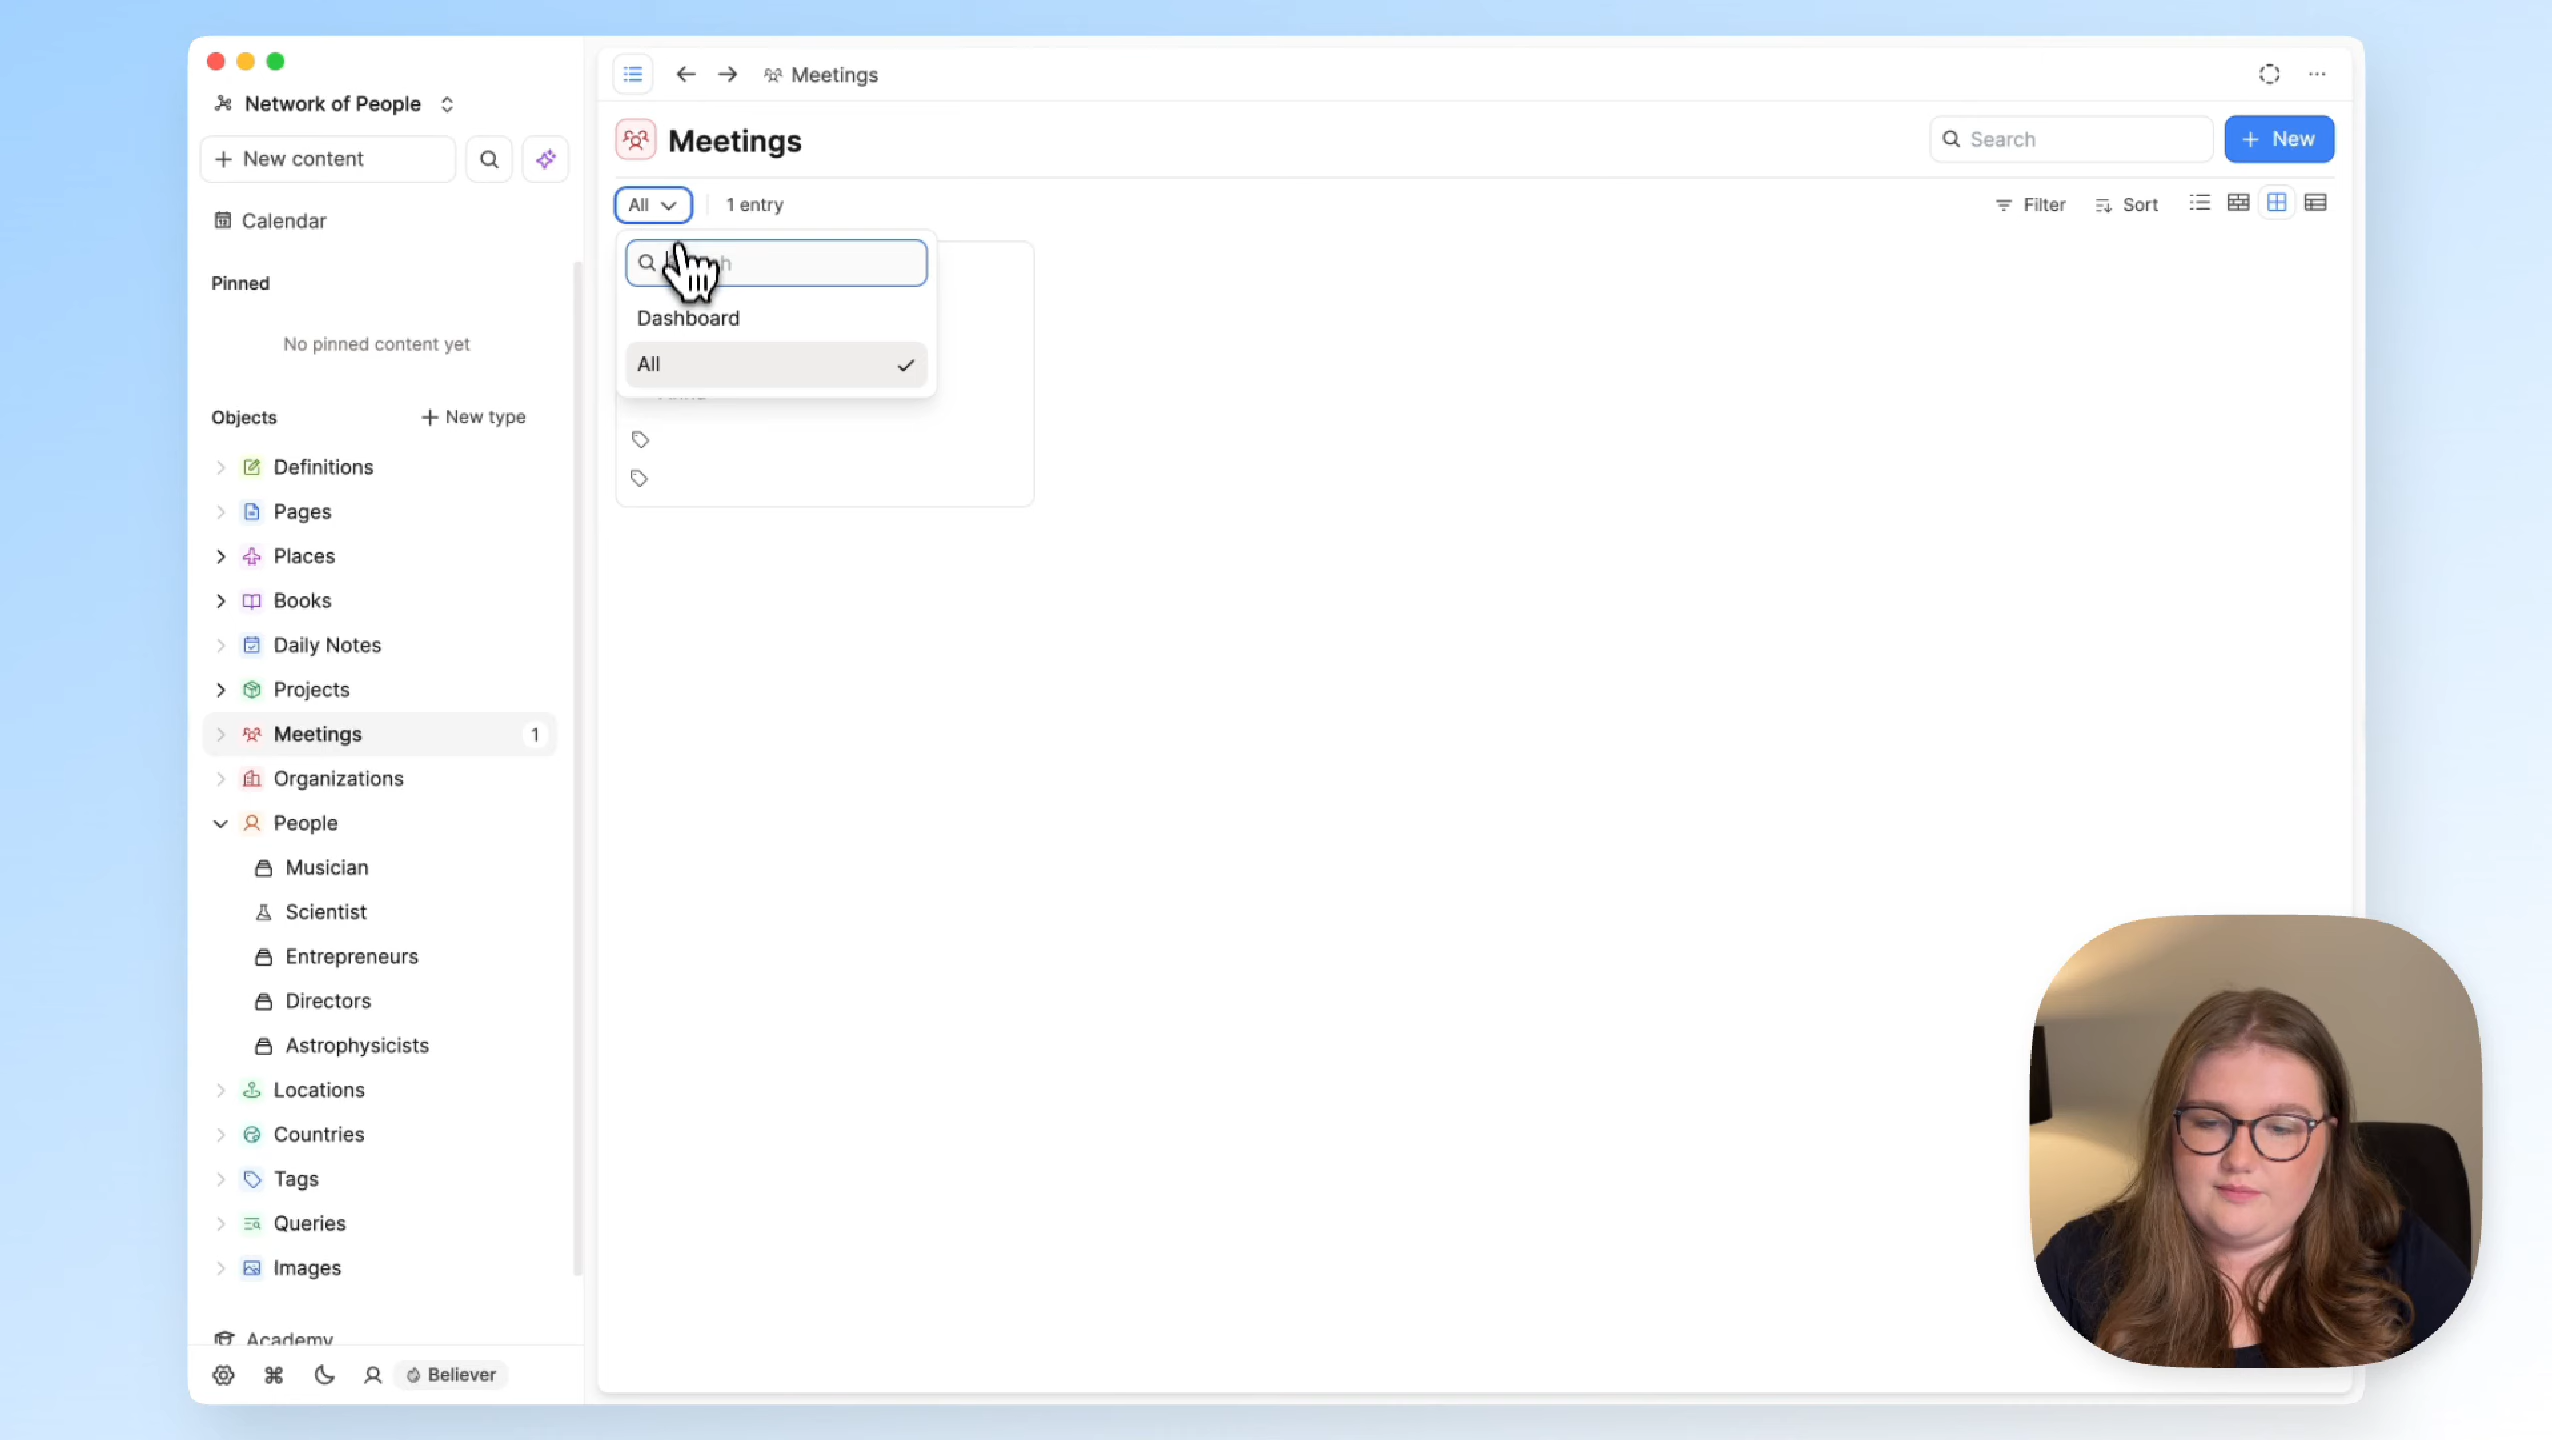 Network of People
New content
Calendar
Pinned
No pinned content yet
Objects
New type
Definitions
Pages
Places
Books
Daily Notes
Projects
Meetings 1
Organizations
People
Musician
Scientist
Entrepreneurs
Directors
Astrophysicists
Locations
Countries
Tags
Queries
Images
Academy
Believer
Meetings
Meetings
Search
New
All
1 entry
Filter
Sort
Dashboard
All